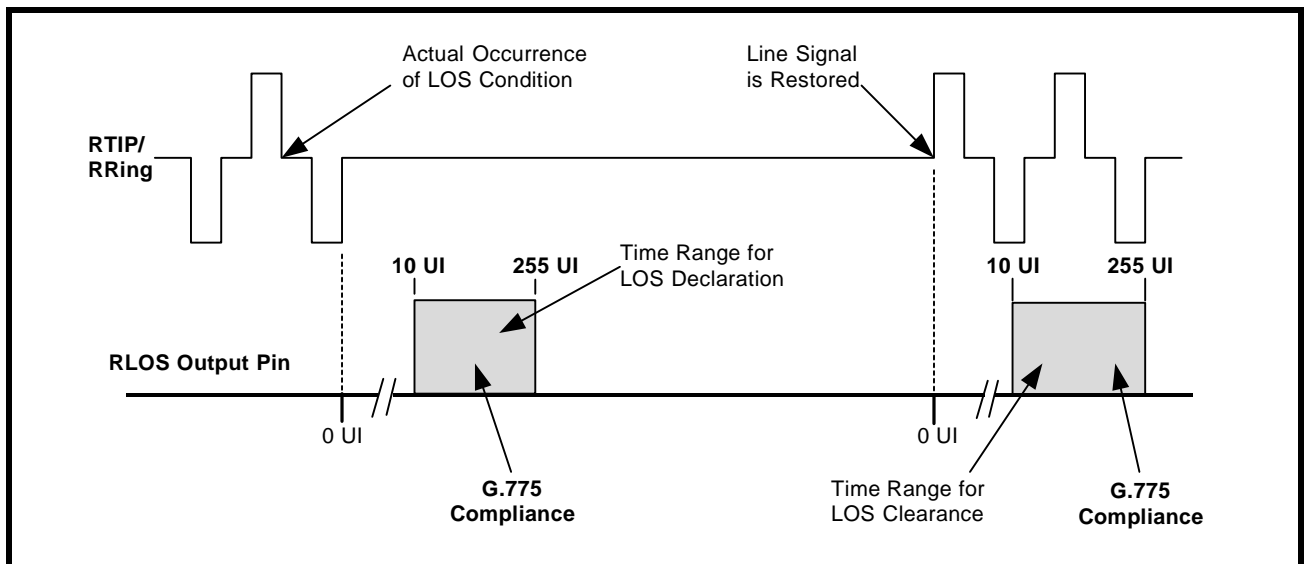 Actual Occurrence
of LOS Condition
Line Signal
is Restored
RTIP/
RRing
Time Range for
LOS Declaration
10 UI
255 UI
10 UI
255 UI
RLOS Output Pin
0 UI
0 UI
G.775
Compliance
Time Range for
LOS Clearance
G.775
Compliance